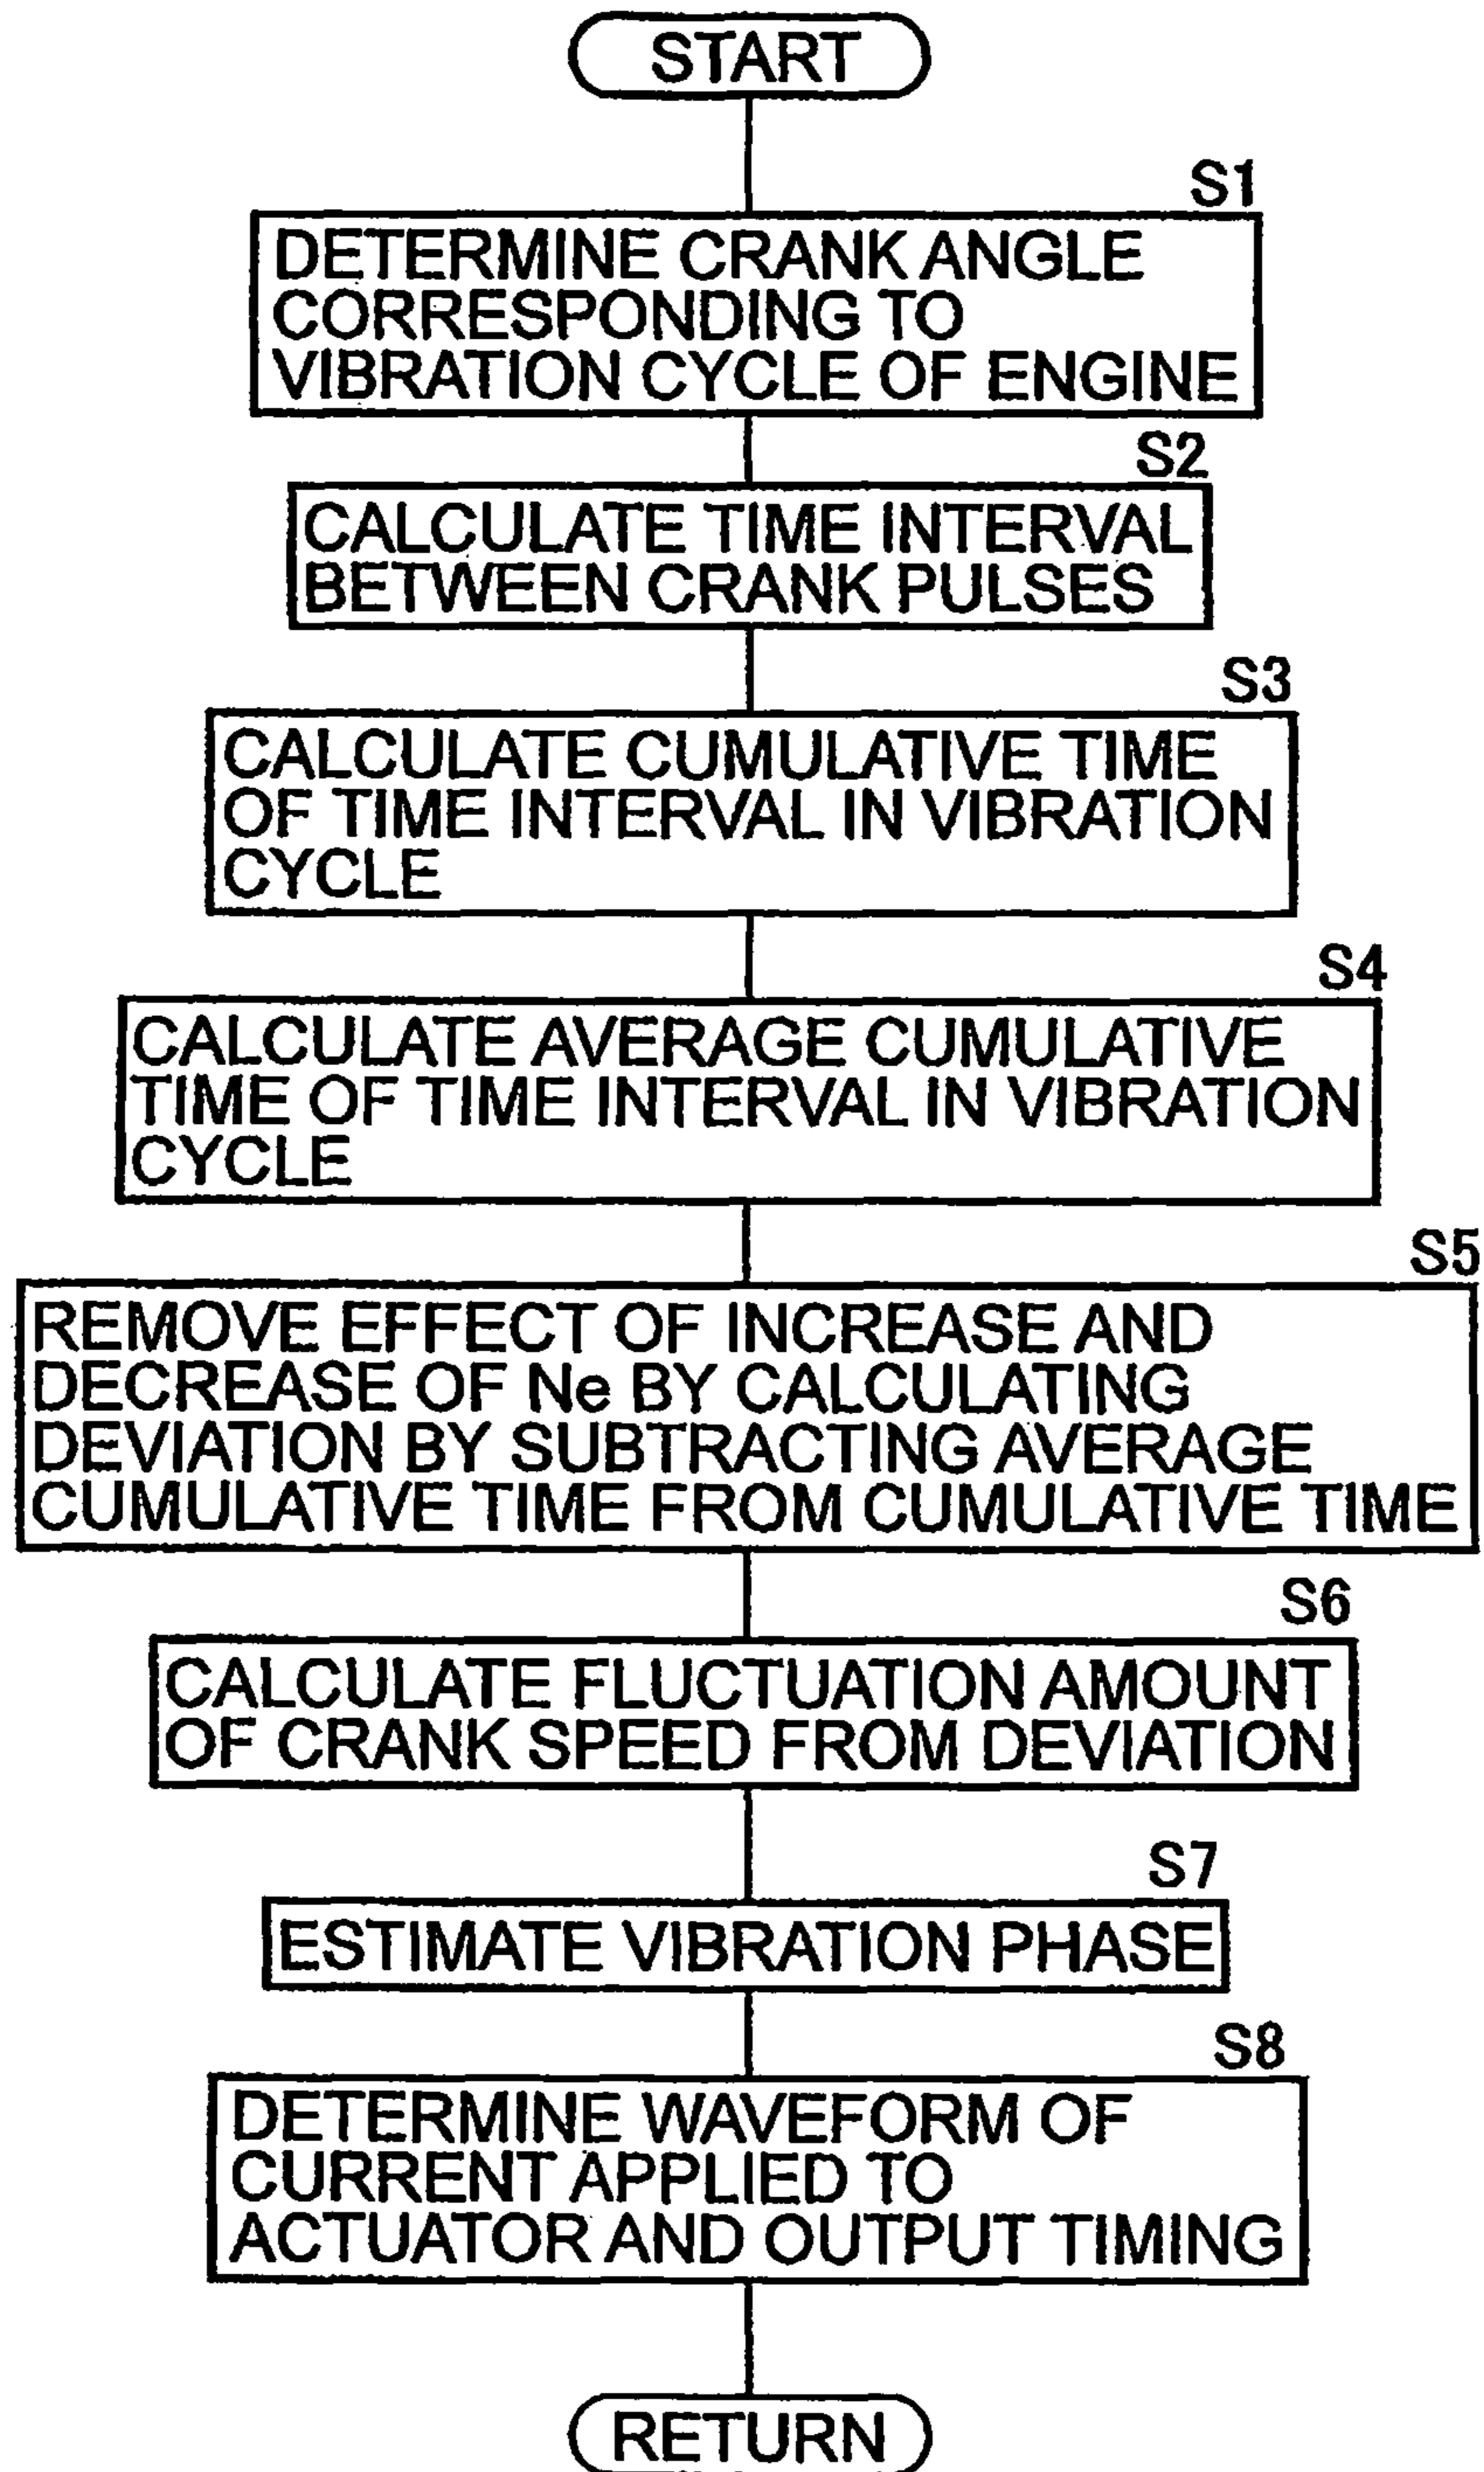 START
S1
DETERMINE CRANK ANGLE
CORRESPONDING TO
VIBRATION CYCLE OF ENGINE
S2
CALCULATE TIME INTERVAL
BETWEEN CRANK PULSES
S3
CALCULATE CUMULATIVE TIME
OF TIME INTERVAL IN VIBRATION
CYCLE
S4
CALCULATE AVERAGE CUMULATIVE
TIME OF TIME INTERVAL IN VIBRATION
CYCLE
S5
REMOVE EFFECT OF INCREASE AND
DECREASE OF Ne BY CALCULATING
DEVIATION BY SUBTRACTING AVERAGE
CUMULATIVE TIME FROM CUMULATIVE TIME
S6
CALCULATE FLUCTUATION AMOUNT
OF CRANK SPEED FROM DEVIATION
S7
ESTIMATE VIBRATION PHASE
S8
DETERMINE WAVEFORM OF
CURRENT APPLIED TO
ACTUATOR AND OUTPUT TIMING
RETURN